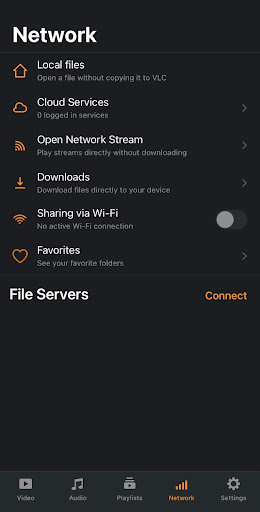 Network
Local files
Open a file without copying it to VLC
Cloud Services
0 logged in services
Open Network Stream
Play streams directly without downloading
Downloads
Download files directly to your device
Sharing via Wi-Fi
No active Wi-Fi connection
Favorites
See your favorite folders
File Servers
Connect
Video
Audio
Playlists
Network
Settings